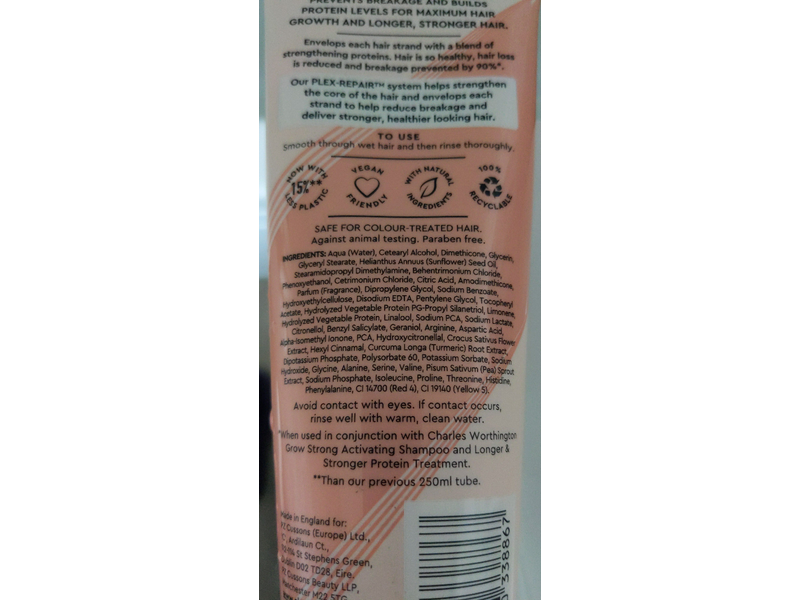 PREVENTS BREAKAGE AND BUILDS
PROTEIN LEVELS FOR MAXIMUM HAIR
GROWTH AND LONGER, STRONGER HAIR.
Envelops each hair strand with a blend of
strengthening proteins. Hair is so healthy, hair loss
is reduced and breakage prevented by 90%*.
Our PLEX-REPAIR™ system helps strengthen
the core of the hair and envelops each
strand to help reduce breakage and
deliver stronger, healthier looking hair.
TO USE
Smooth through wet hair and then rinse thoroughly.
NOW WITH 15%** LESS PLASTIC
VEGAN FRIENDLY
WITH NATURAL INGREDIENTS
100% RECYCLABLE
SAFE FOR COLOUR-TREATED HAIR.
Against animal testing. Paraben free.
INGREDIENTS: Aqua (Water), Cetearyl Alcohol, Dimethicone, Glycerin,
Glyceryl Stearate, Helianthus Annuus (Sunflower) Seed Oil,
Stearamidopropyl Dimethylamine, Behentrimonium Chloride,
Phenoxyethanol, Cetrimonium Chloride, Citric Acid, Amodimethicone,
Parfum (Fragrance), Dipropylene Glycol, Sodium Benzoate,
Hydroxyethylcellulose, Disodium EDTA, Pentylene Glycol, Tocopheryl
Acetate, Hydrolyzed Vegetable Protein PG-Propyl Silanetriol, Limonene,
Hydrolyzed Vegetable Protein, Linalool, Sodium PCA, Sodium Lactate,
Citronellol, Benzyl Salicylate, Geraniol, Arginine, Aspartic Acid,
Alpha-Isomethyl Ionone, PCA, Hydroxycitronellal, Crocus Sativus Flower
Extract, Hexyl Cinnamal, Curcuma Longa (Turmeric) Root Extract,
Dipotassium Phosphate, Polysorbate 60, Potassium Sorbate, Sodium
Hydroxide, Glycine, Alanine, Serine, Valine, Pisum Sativum (Pea) Sprout
Extract, Sodium Phosphate, Isoleucine, Proline, Threonine, Histidine,
Phenylalanine, CI 14700 (Red 4), CI 19140 (Yellow 5).
Avoid contact with eyes. If contact occurs,
rinse well with warm, clean water.
*When used in conjunction with Charles Worthington
Grow Strong Activating Shampoo and Longer &
Stronger Protein Treatment.
**Than our previous 250ml tube.
Made in England for:
PZ Cussons (Europe) Ltd.,
Ardilaun Ct.,
St Stephens Green,
Dublin D02 TD28, Eire.
PZ Cussons Beauty LLP,
Manchester M22 5TG
338867